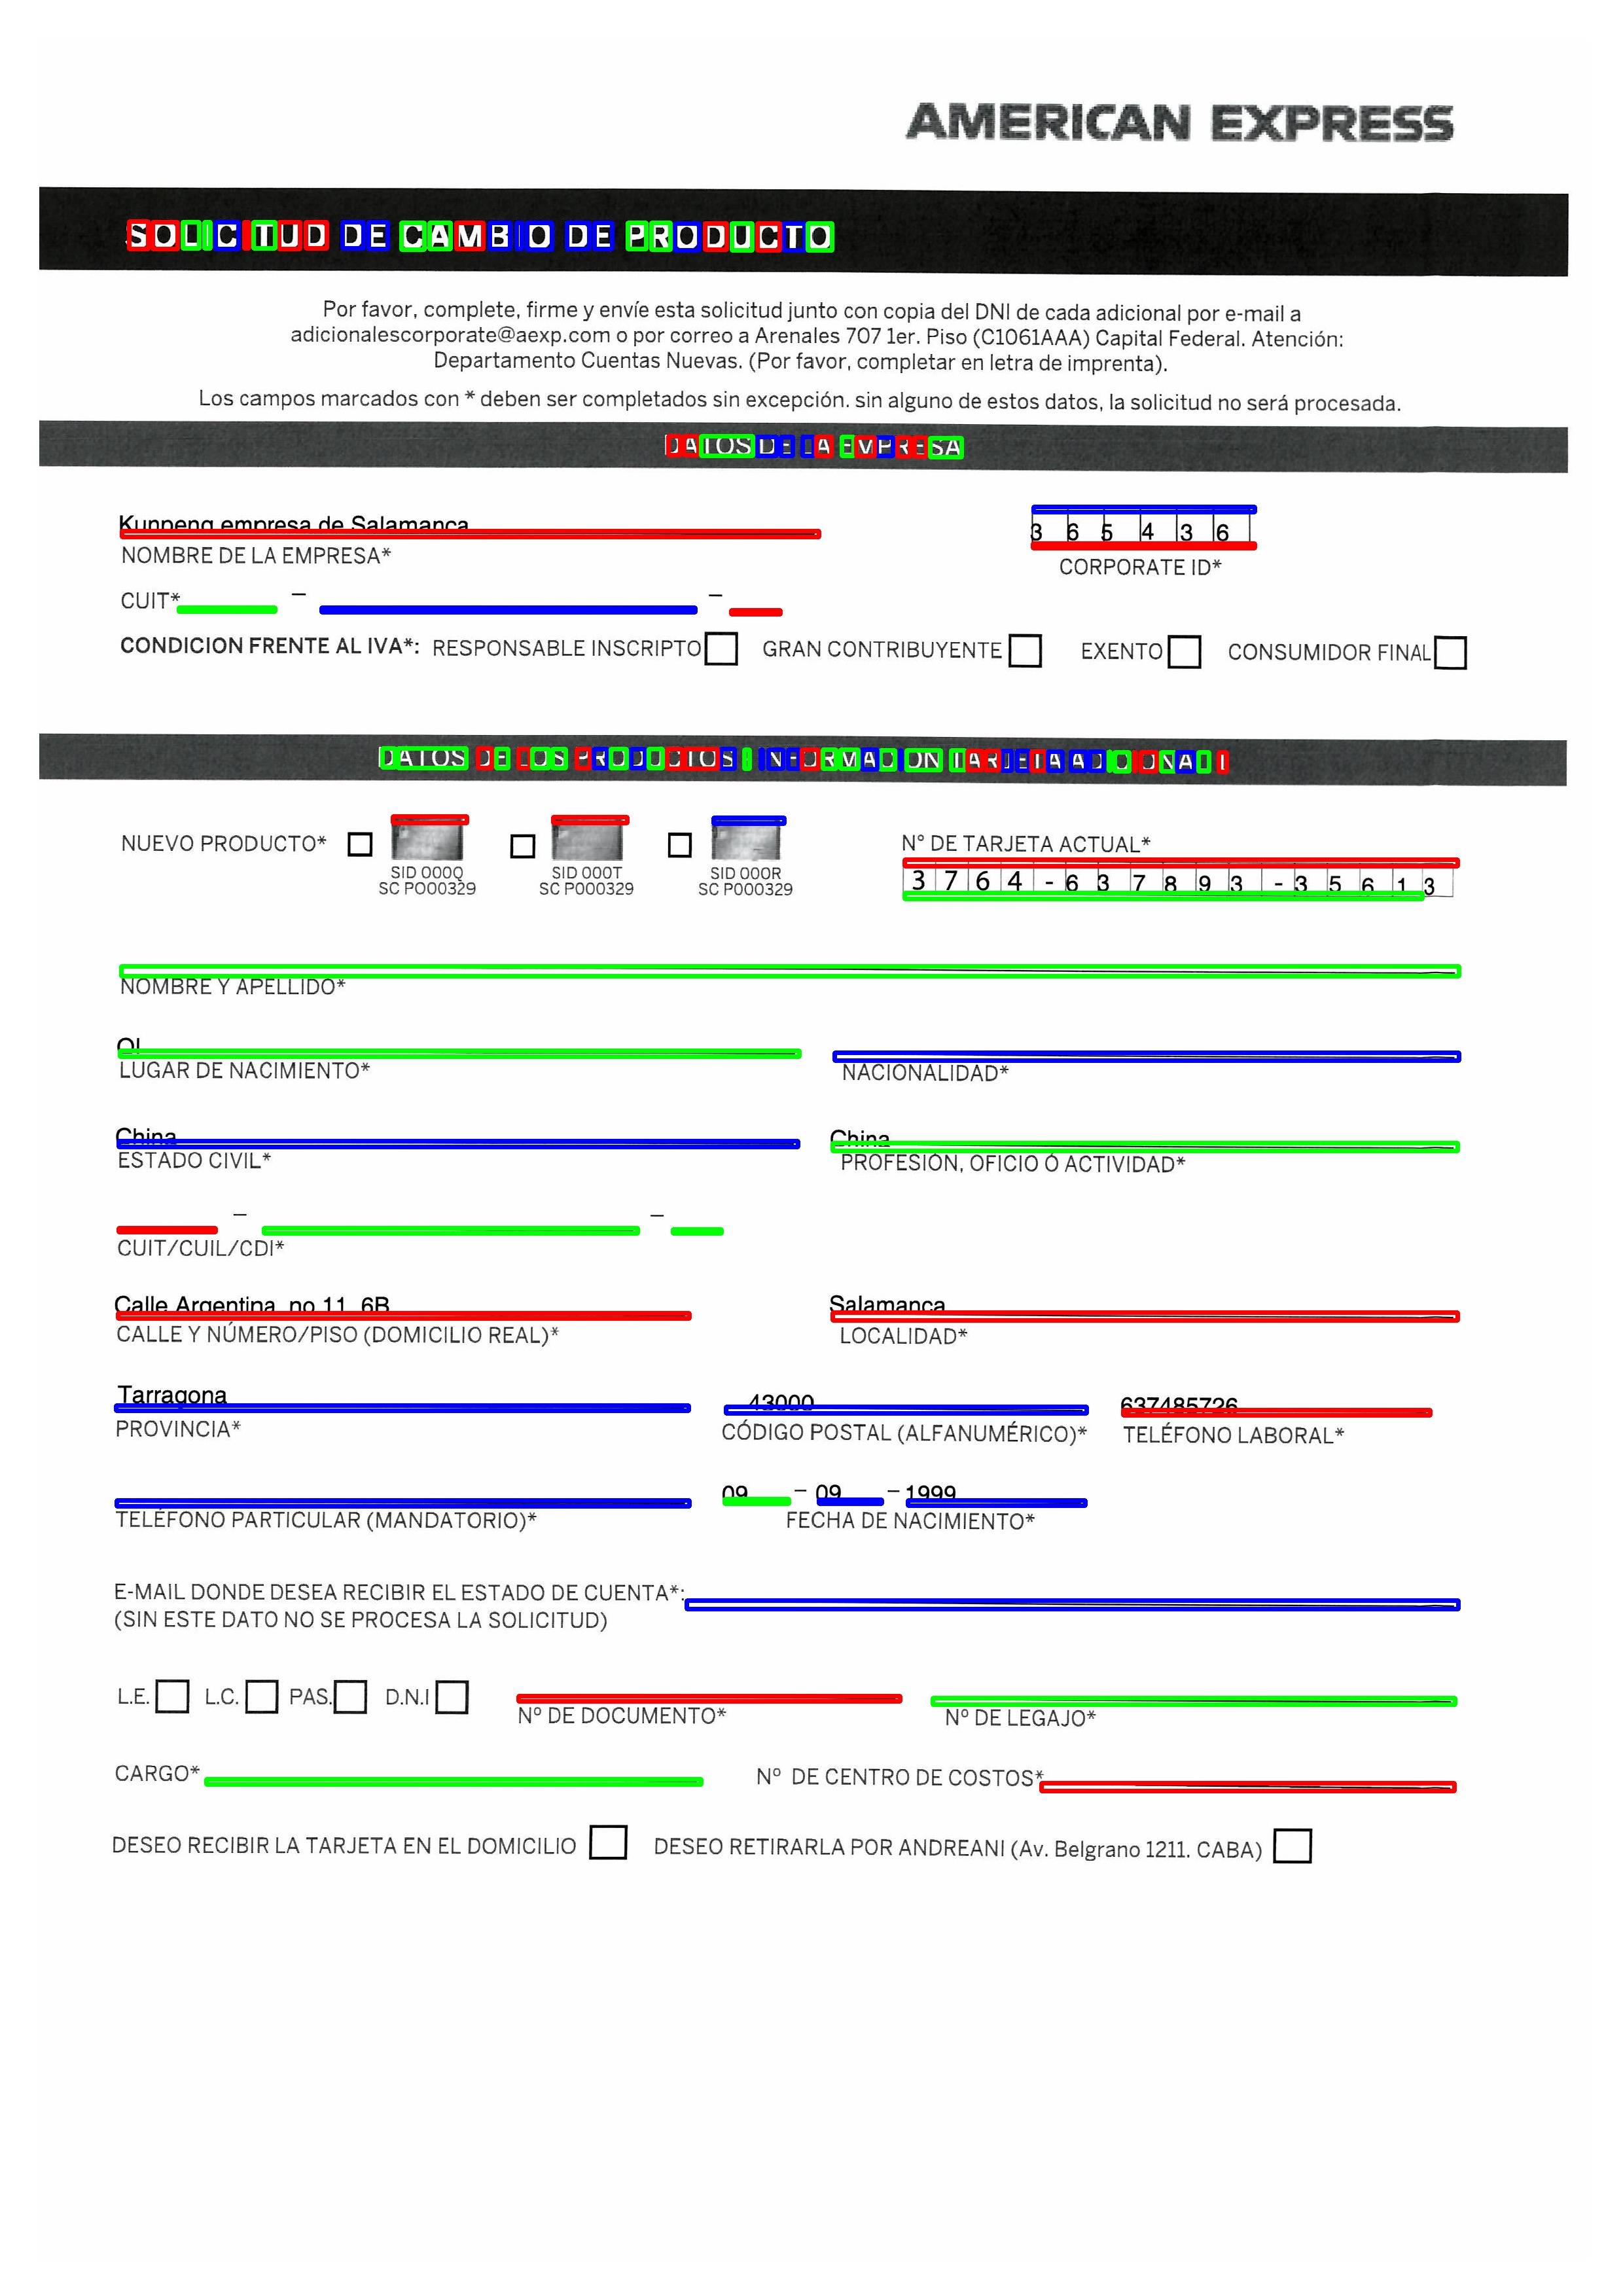 AMERICAN EXPRESS
SOLICITUD DE CAMBIO DE PRODUCTO
Por favor, complete, firme y envíe esta solicitud junto con copia del DNI de cada adicional por e-mail a
adicionalescorporate@aexp.com o por correo a Arenales 707 1er. Piso (C1061AAA) Capital Federal. Atención:
Departamento Cuentas Nuevas. (Por favor, completar en letra de imprenta).
Los campos marcados con * deben ser completados sin excepción. sin alguno de estos datos, la solicitud no será procesada.
DATOS DE LA EMPRESA
Kunpeng empresa de Salamanca 3 6 5 4 3 6
NOMBRE DE LA EMPRESA* CORPORATE ID*
CUIT* – –
CONDICION FRENTE AL IVA*: RESPONSABLE INSCRIPTO GRAN CONTRIBUYENTE EXENTO CONSUMIDOR FINAL
DATOS DE LOS PRODUCTOS INFORMACION TARJETA ADICIONAL
NUEVO PRODUCTO* Nº DE TARJETA ACTUAL*
SID 000Q SID 000T SID 000R
SC PO00329 SC P000329 SC P000329
3 7 6 4 - 6 3 7 8 9 3 - 3 5 6 1 3
NOMBRE Y APELLIDO*
QI
LUGAR DE NACIMIENTO* NACIONALIDAD*
China China
ESTADO CIVIL* PROFESIÓN, OFICIO Ó ACTIVIDAD*
– –
CUIT/CUIL/CDI*
Calle Argentina, no 11, 6B Salamanca
CALLE Y NÚMERO/PISO (DOMICILIO REAL)* LOCALIDAD*
Tarragona 43000 637485726
PROVINCIA* CÓDIGO POSTAL (ALFANUMÉRICO)* TELÉFONO LABORAL*
09 – 09 – 1999
TELÉFONO PARTICULAR (MANDATORIO)* FECHA DE NACIMIENTO*
E-MAIL DONDE DESEA RECIBIR EL ESTADO DE CUENTA*:
(SIN ESTE DATO NO SE PROCESA LA SOLICITUD)
L.E. L.C. PAS. D.N.I
Nº DE DOCUMENTO* Nº DE LEGAJO*
CARGO* Nº DE CENTRO DE COSTOS*
DESEO RECIBIR LA TARJETA EN EL DOMICILIO DESEO RETIRARLA POR ANDREANI (Av. Belgrano 1211. CABA)